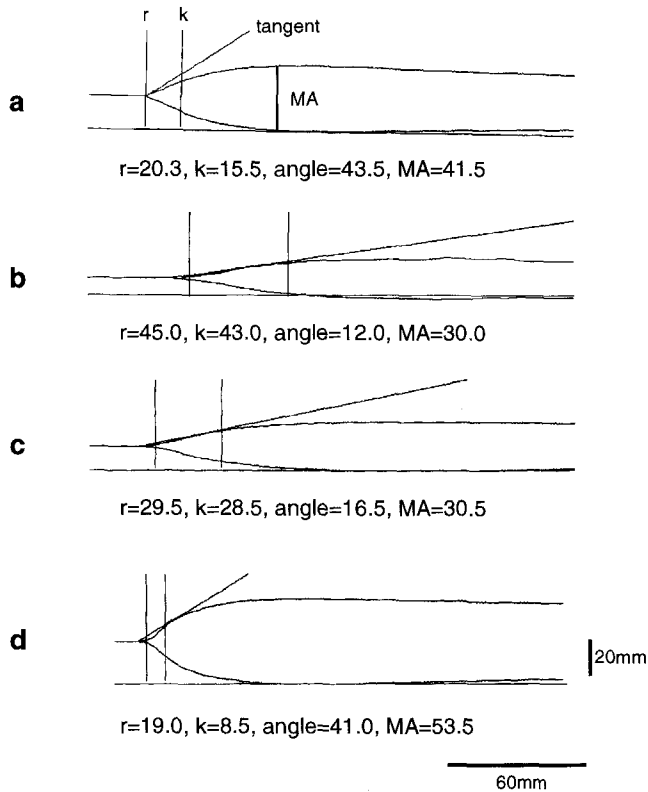 r k
tangent
a
MA
r=20.3, k=15.5, angle=43.5, MA=41.5
b
r=45.0, k=43.0, angle=12.0, MA=30.0
c
r=29.5, k=28.5, angle=16.5, MA=30.5
d
20mm
r=19.0, k=8.5, angle=41.0, MA=53.5
60mm